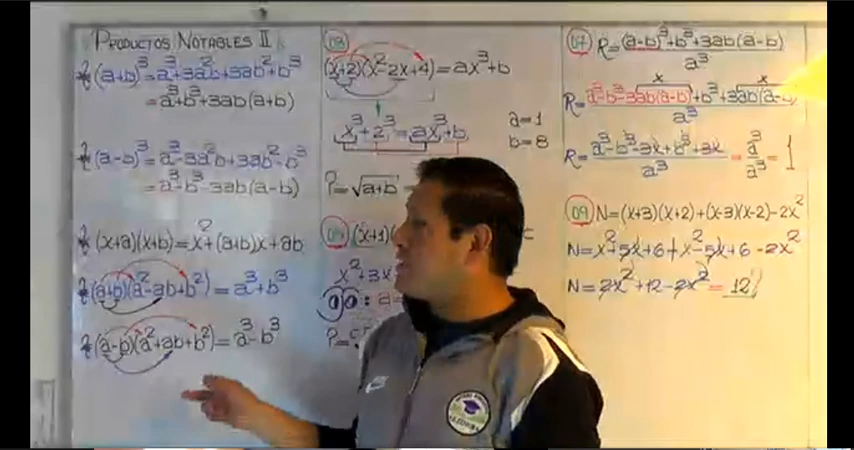 PRODUCTOS NOTABLES II
(a+b)³=a³+3a²b+3ab²+b³
=a³+b³+3ab(a+b)
(a-b)³=a³-3a²b+3ab²-b³
=a³-b³-3ab(a-b)
(x+a)(x+b)=x²+(a+b)x+ab
(a+b)(a²-ab+b²)=a³+b³
(a-b)(a²+ab+b²)=a³-b³
03
(x+2)(x²-2x+4)=ax³+b
x³+2³=ax³+b
a=1
b=8
P=√a+b
04 (x+1)
x²+3x
: a=
P=
07 R=(a-b)³+b³+3ab(a-b)
a³
x x
R=a³-b³-3ab(a-b)+b³+3ab(a-b)
a³
R=a³-b³-3x+b³+3x = a³ = 1
a³ a³
09 N=(x+3)(x+2)+(x-3)(x-2)-2x²
N=x²+5x+6+x²-5x+6-2x²
N=2x²+12-2x²=12